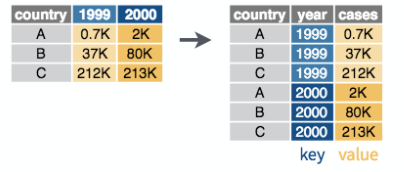 country 1999 2000
A 0.7K 2K
B 37K 80K
C 212K 213K
country year cases
A 1999 0.7K
B 1999 37K
C 1999 212K
A 2000 2K
B 2000 80K
C 2000 213K
key value